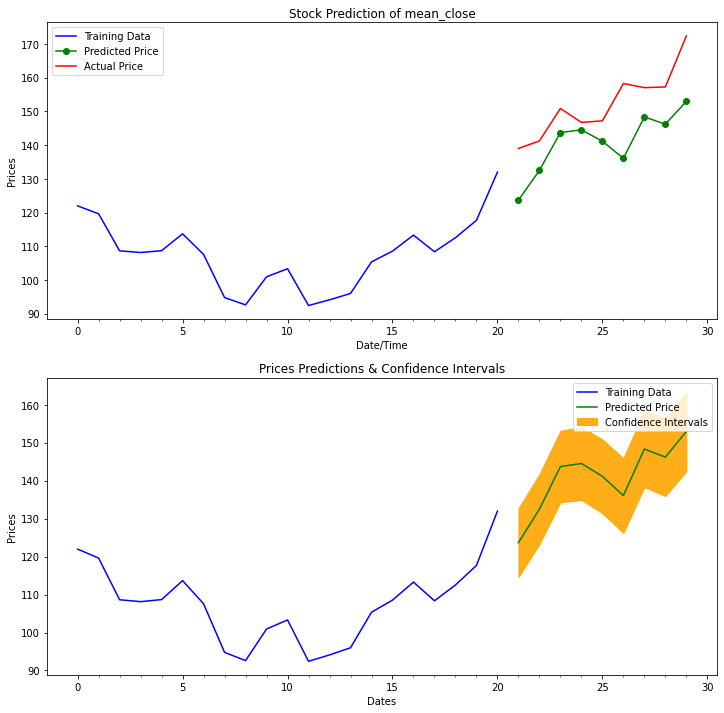 Stock Prediction of mean_close
Training Data
Predicted Price
Actual Price
170
160
150
140
130
120
110
100
90
Prices
0 5 10 15 20 25 30
Date/Time
Prices Predictions & Confidence Intervals
Training Data
Predicted Price
Confidence Intervals
160
150
140
130
120
110
100
90
Prices
0 5 10 15 20 25 30
Dates